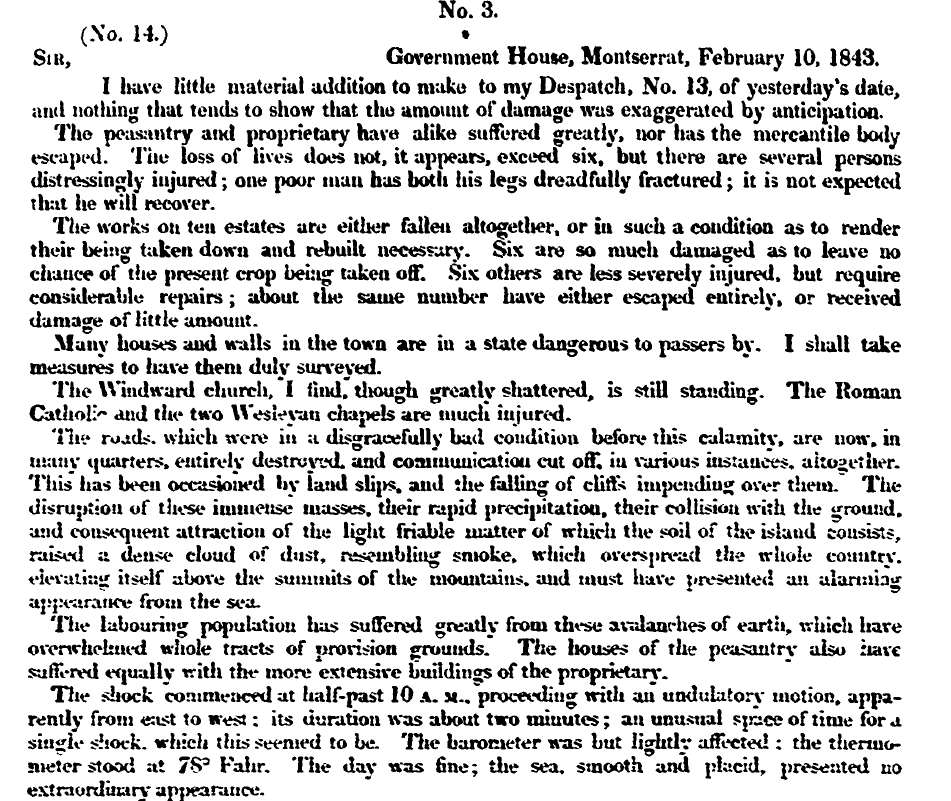 No. 3.
(No. 14.)
SIR, Government House, Montserrat, February 10, 1843.
I have little material addition to make to my Despatch, No. 13, of yesterday's date,
and nothing that tends to show that the amount of damage was exaggerated by anticipation.
The peasantry and proprietary have alike suffered greatly, nor has the mercantile body
escaped. The loss of lives does not, it appears, exceed six, but there are several persons
distressingly injured; one poor man has both his legs dreadfully fractured; it is not expected
that he will recover.
The works on ten estates are either fallen altogether, or in such a condition as to render
their being taken down and rebuilt necessary. Six are so much damaged as to leave no
chance of the present crop being taken off. Six others are less severely injured, but require
considerable repairs; about the same number have either escaped entirely, or received
damage of little amount.
Many houses and walls in the town are in a state dangerous to passers by. I shall take
measures to have them duly surveyed.
The Windward church, I find, though greatly shattered, is still standing. The Roman
Catholic and the two Wesleyan chapels are much injured.
The roads, which were in a disgracefully bad condition before this calamity, are now, in
many quarters, entirely destroyed, and communication cut off, in various instances, altogether.
This has been occasioned by land slips, and the falling of cliffs impending over them. The
disruption of these immense masses, their rapid precipitation, their collision with the ground,
and consequent attraction of the light friable matter of which the soil of the island consists,
raised a dense cloud of dust, resembling smoke, which overspread the whole country,
elevating itself above the summits of the mountains, and must have presented an alarming
appearance from the sea.
The labouring population has suffered greatly from these avalanches of earth, which have
overwhelmed whole tracts of provision grounds. The houses of the peasantry also have
suffered equally with the more extensive buildings of the proprietary.
The shock commenced at half-past 10 A. M., proceeding with an undulatory motion, appa-
rently from east to west; its duration was about two minutes; an unusual space of time for a
single shock, which this seemed to be. The barometer was but lightly affected; the thermo-
meter stood at 78° Fahr. The day was fine; the sea, smooth and placid, presented no
extraordinary appearance.